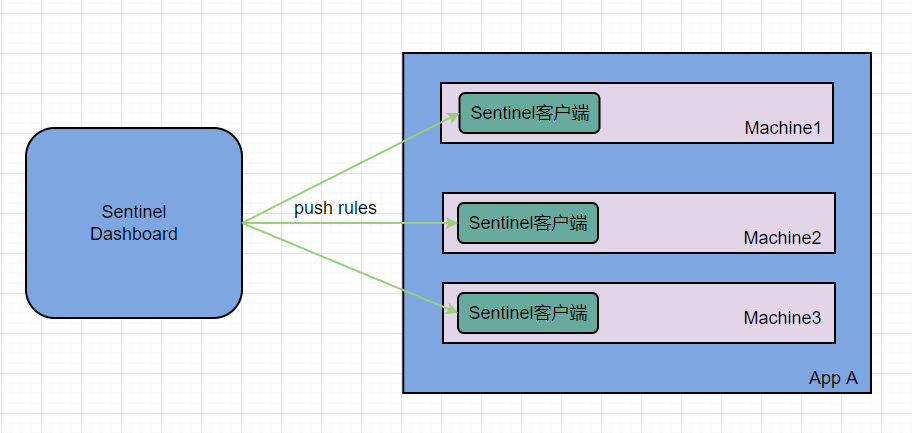 Sentinel
Dashboard
push rules
Sentinel客户端
Machine1
Sentinel客户端
Machine2
Sentinel客户端
Machine3
App A